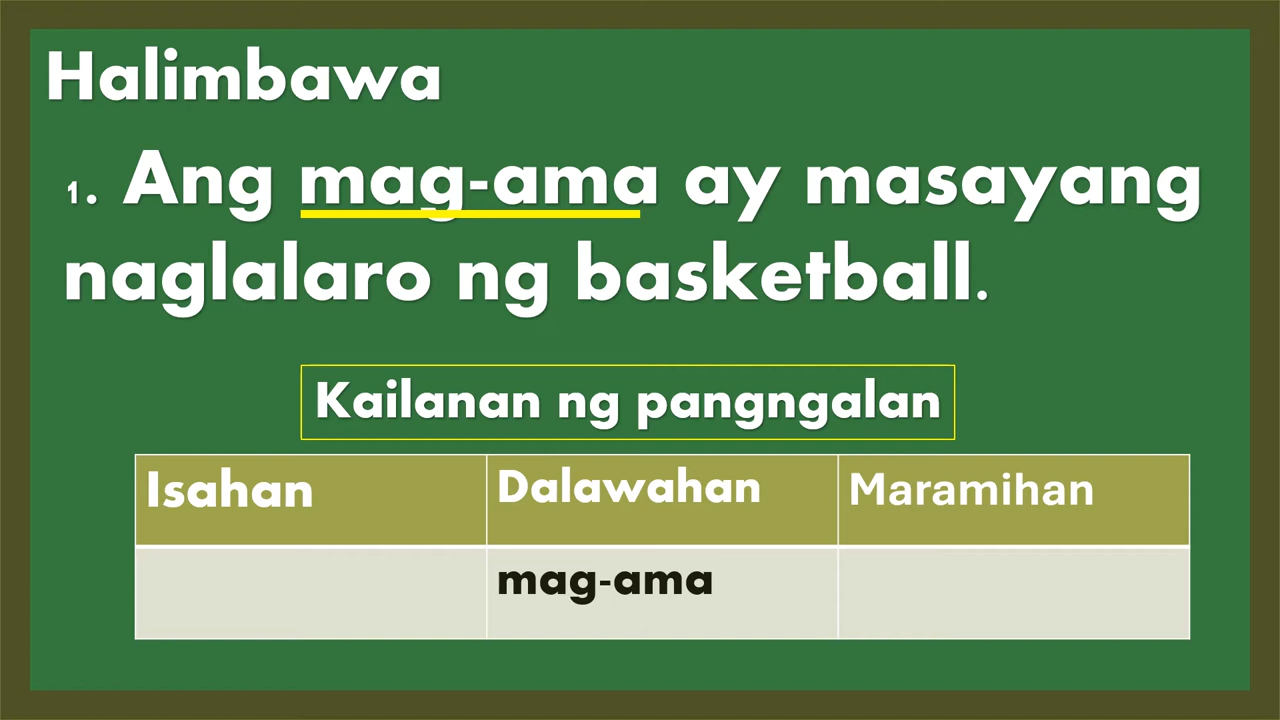 Halimbawa
1. Ang mag-ama ay masayang
naglalaro ng basketball.
Kailanan ng pangngalan
Isahan Dalawahan Maramihan
mag-ama